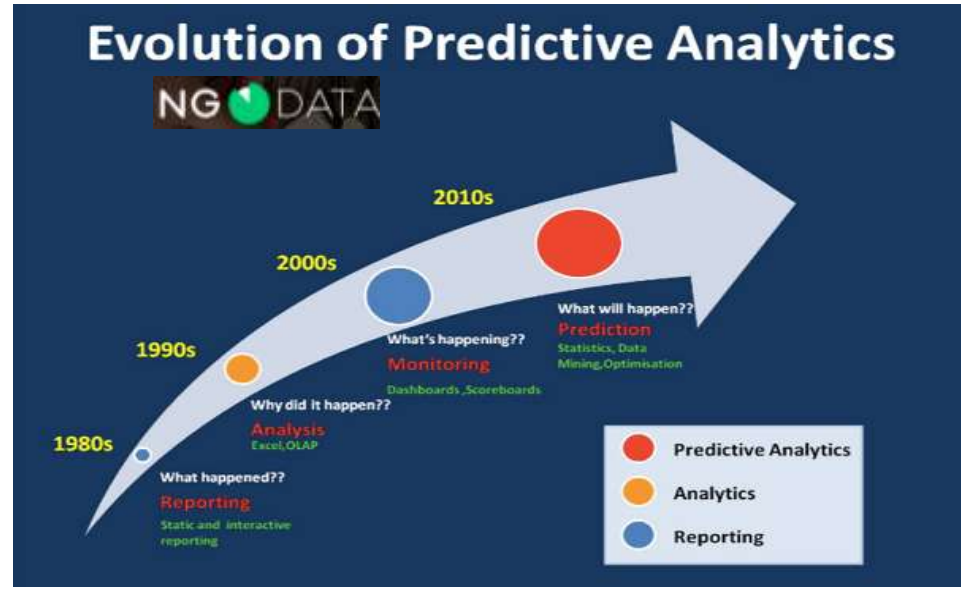 Evolution of Predictive Analytics
NG DATA
2010s
2000s
1990s
1980s
What will happen??
Prediction
Statistics, Data
Mining,Optimisation
What's happening??
Monitoring
Dashboards ,Scoreboards
Why did it happen??
Analysis
Excel,OLAP
What happened??
Reporting
Static and interactive
reporting
Predictive Analytics
Analytics
Reporting